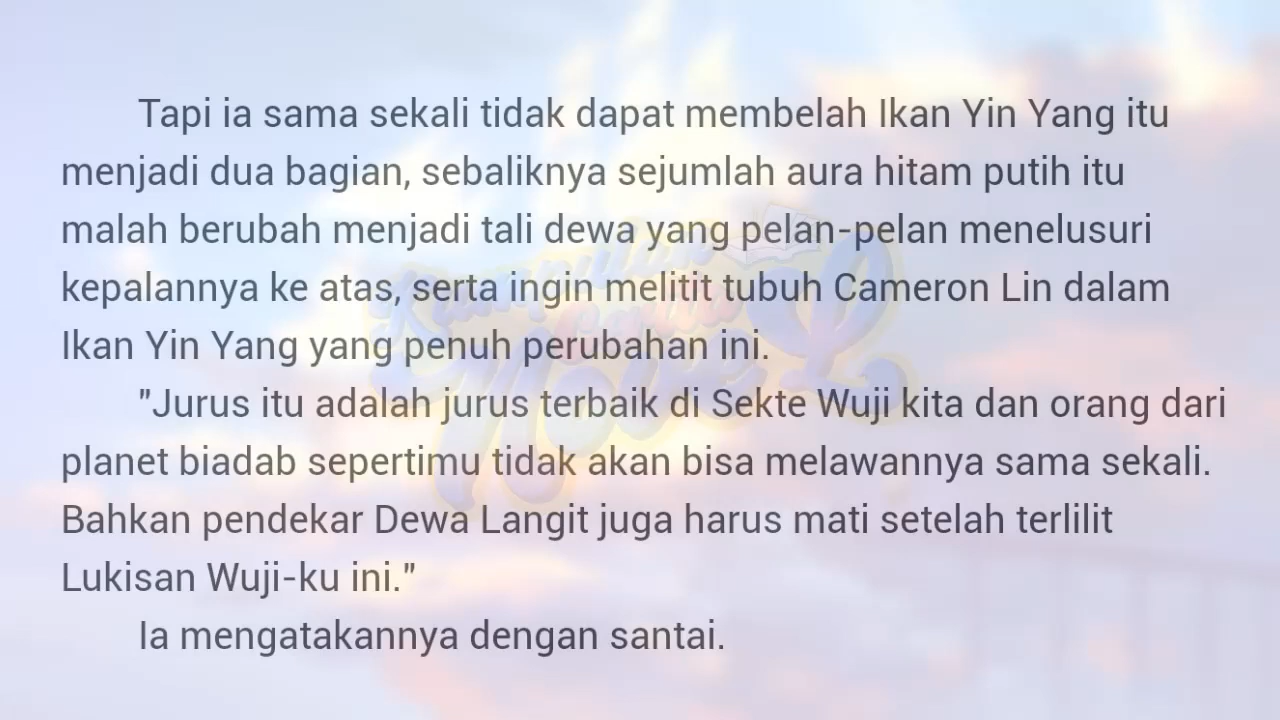 Tapi ia sama sekali tidak dapat membelah Ikan Yin Yang itu
menjadi dua bagian, sebaliknya sejumlah aura hitam putih itu
malah berubah menjadi tali dewa yang pelan-pelan menelusuri
kepalannya ke atas, serta ingin melitit tubuh Cameron Lin dalam
Ikan Yin Yang yang penuh perubahan ini.
"Jurus itu adalah jurus terbaik di Sekte Wuji kita dan orang dari
planet biadab sepertimu tidak akan bisa melawannya sama sekali.
Bahkan pendekar Dewa Langit juga harus mati setelah terlilit
Lukisan Wuji-ku ini."
Ia mengatakannya dengan santai.